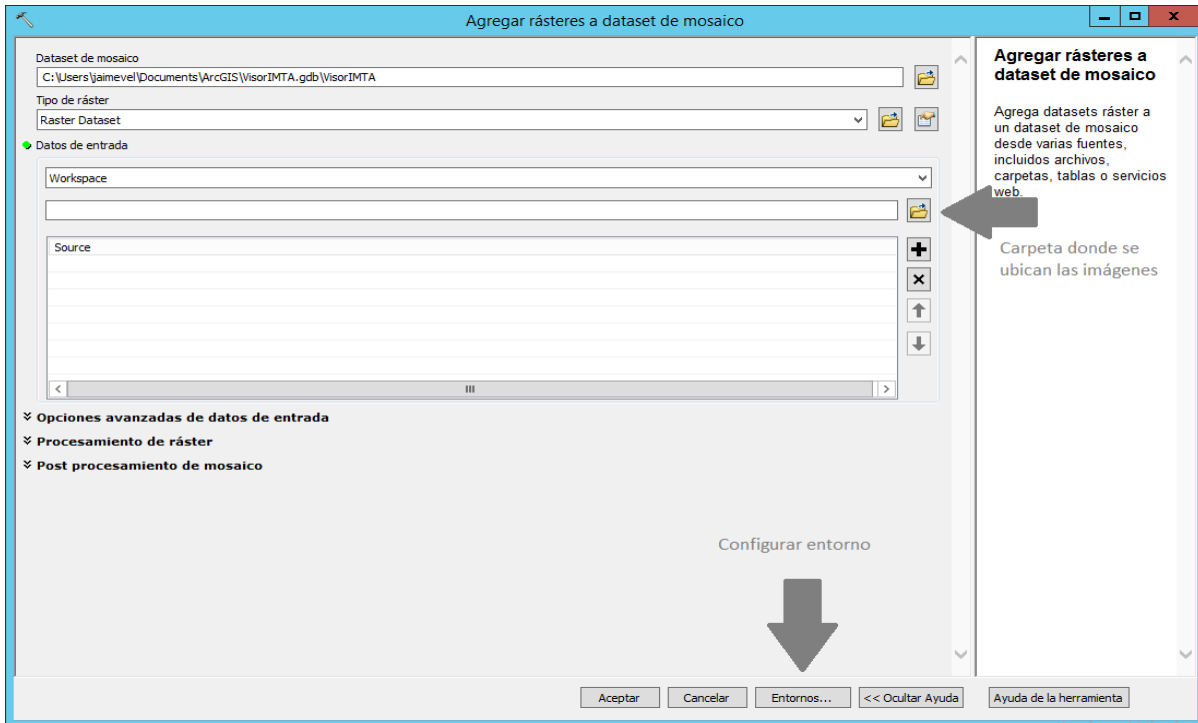 Agregar rásteres a dataset de mosaico
Dataset de mosaico
C:\Users\jaimevel\Documents\ArcGIS\VisorIMTA.gdb\VisorIMTA
Tipo de ráster
Raster Dataset
Datos de entrada
Workspace
Source
Opciones avanzadas de datos de entrada
Procesamiento de ráster
Post procesamiento de mosaico
Configurar entorno
Aceptar
Cancelar
Entornos...
<< Ocultar Ayuda
Agregar rásteres a
dataset de mosaico
Agrega datasets ráster a
un dataset de mosaico
desde varias fuentes,
incluidos archivos,
carpetas, tablas o servicios
web.
Carpeta donde se
ubican las imágenes
Ayuda de la herramienta